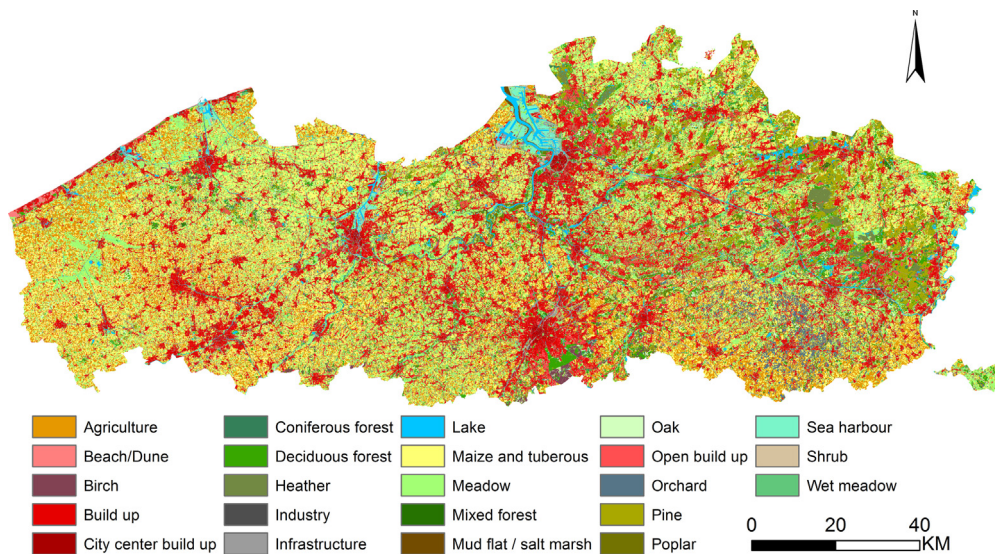 N
Agriculture
Beach/Dune
Birch
Build up
City center build up
Coniferous forest
Deciduous forest
Heather
Industry
Infrastructure
Lake
Maize and tuberous
Meadow
Mixed forest
Mud flat / salt marsh
Oak
Open build up
Orchard
Pine
Poplar
Sea harbour
Shrub
Wet meadow
0 20 40
KM